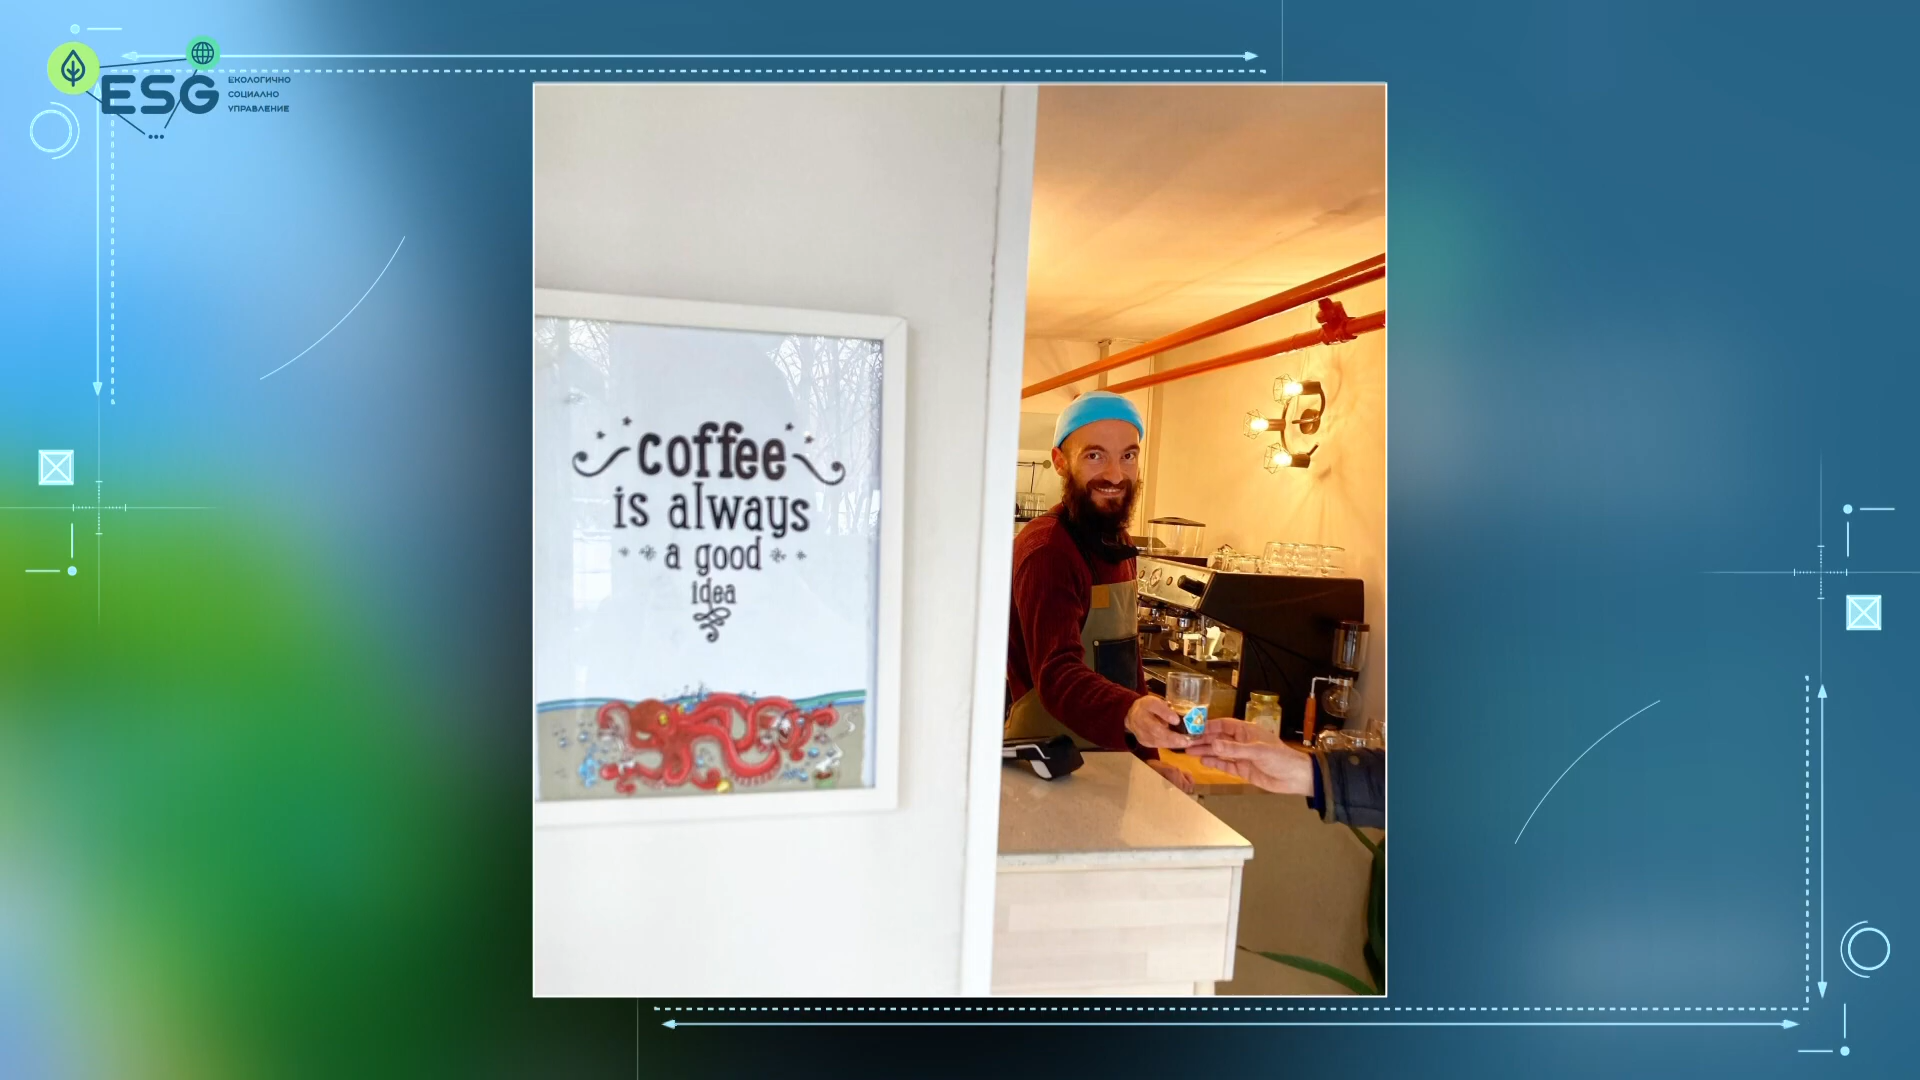 ESG
ЕКОЛОГИЧНО
СОЦИАЛНО
УПРАВЛЕНИЕ
coffee
is always
a good
idea